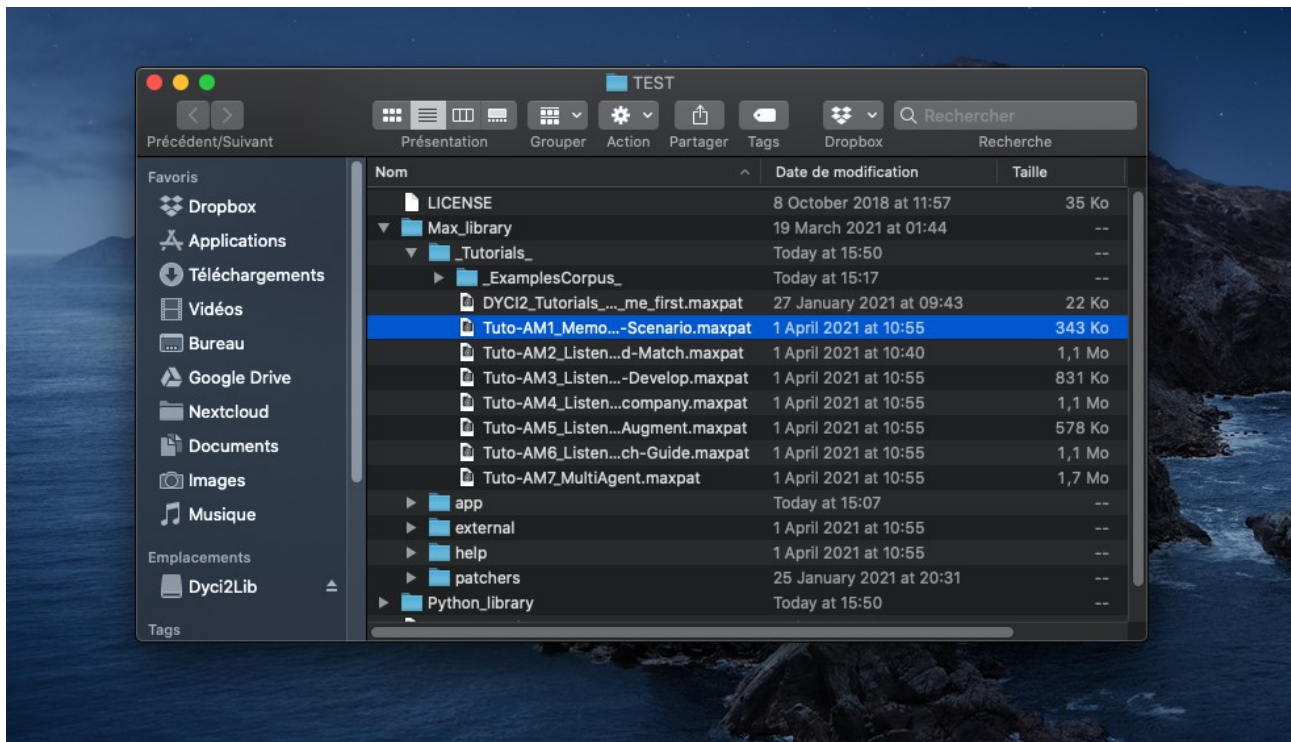 TEST
Rechercher
Précédent/Suivant Présentation Grouper Action Partager Tags Dropbox Recherche
Favoris
Dropbox
Applications
Téléchargements
Vidéos
Bureau
Google Drive
Nextcloud
Documents
Images
Musique
Emplacements
Dyci2Lib
Tags
Nom Date de modification Taille
LICENSE 8 October 2018 at 11:57 35 Ko
Max_library 19 March 2021 at 01:44 --
_Tutorials_ Today at 15:50 --
_ExamplesCorpus_ Today at 15:17 --
DYCI2_Tutorials_..._me_first.maxpat 27 January 2021 at 09:43 22 Ko
Tuto-AM1_Memo...-Scenario.maxpat 1 April 2021 at 10:55 343 Ko
Tuto-AM2_Listen...d-Match.maxpat 1 April 2021 at 10:40 1,1 Mo
Tuto-AM3_Listen...-Develop.maxpat 1 April 2021 at 10:55 831 Ko
Tuto-AM4_Listen...company.maxpat 1 April 2021 at 10:55 1,1 Mo
Tuto-AM5_Listen...Augment.maxpat 1 April 2021 at 10:55 578 Ko
Tuto-AM6_Listen...ch-Guide.maxpat 1 April 2021 at 10:55 1,1 Mo
Tuto-AM7_MultiAgent.maxpat 1 April 2021 at 10:55 1,7 Mo
app Today at 15:07 --
external 1 April 2021 at 10:55 --
help 1 April 2021 at 10:55 --
patchers 25 January 2021 at 20:31 --
Python_library Today at 15:50 --